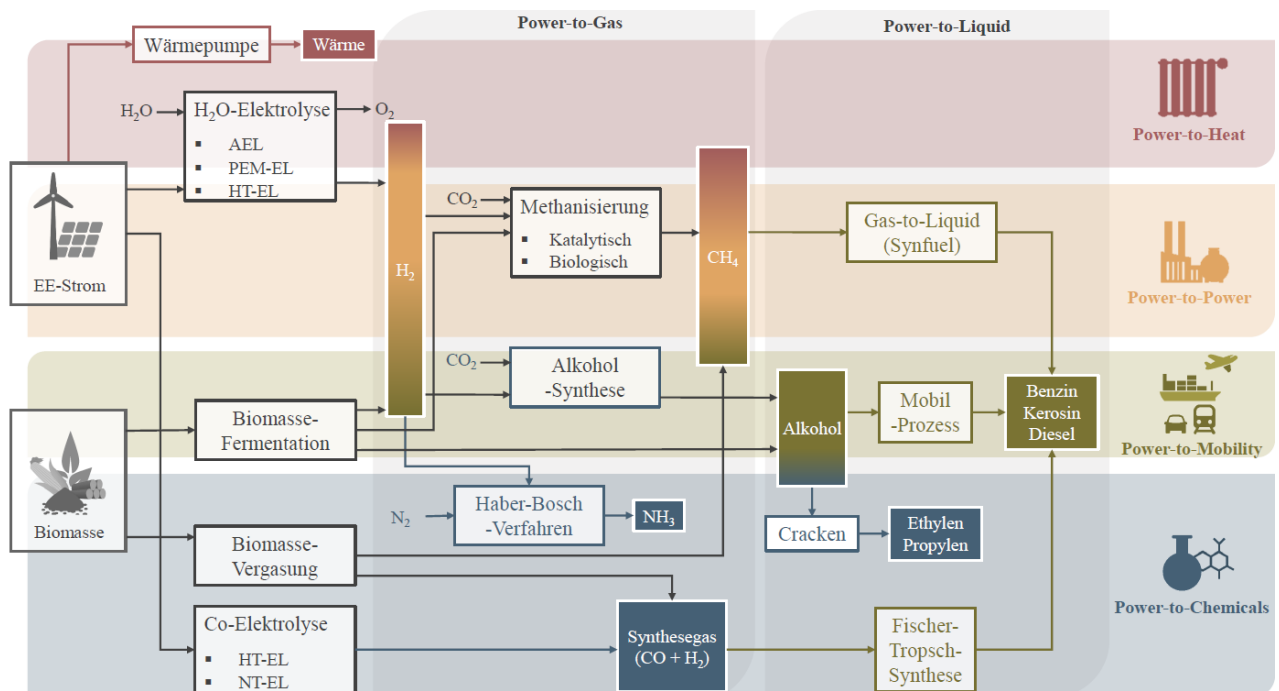 Power-to-Gas
Power-to-Liquid
Wärmepumpe
Wärme
H₂O
H₂O-Elektrolyse
O₂
▪ AEL
▪ PEM-EL
▪ HT-EL
Power-to-Heat
EE-Strom
H₂
CO₂
Methanisierung
▪ Katalytisch
▪ Biologisch
CH₄
Gas-to-Liquid
(Synfuel)
Power-to-Power
CO₂
Alkohol
-Synthese
Biomasse-
Fermentation
Alkohol
Mobil
-Prozess
Benzin
Kerosin
Diesel
Power-to-Mobility
Biomasse
N₂
Haber-Bosch
-Verfahren
NH₃
Cracken
Ethylen
Propylen
Biomasse-
Vergasung
Power-to-Chemicals
Co-Elektrolyse
▪ HT-EL
▪ NT-EL
Synthesegas
(CO + H₂)
Fischer-
Tropsch-
Synthese